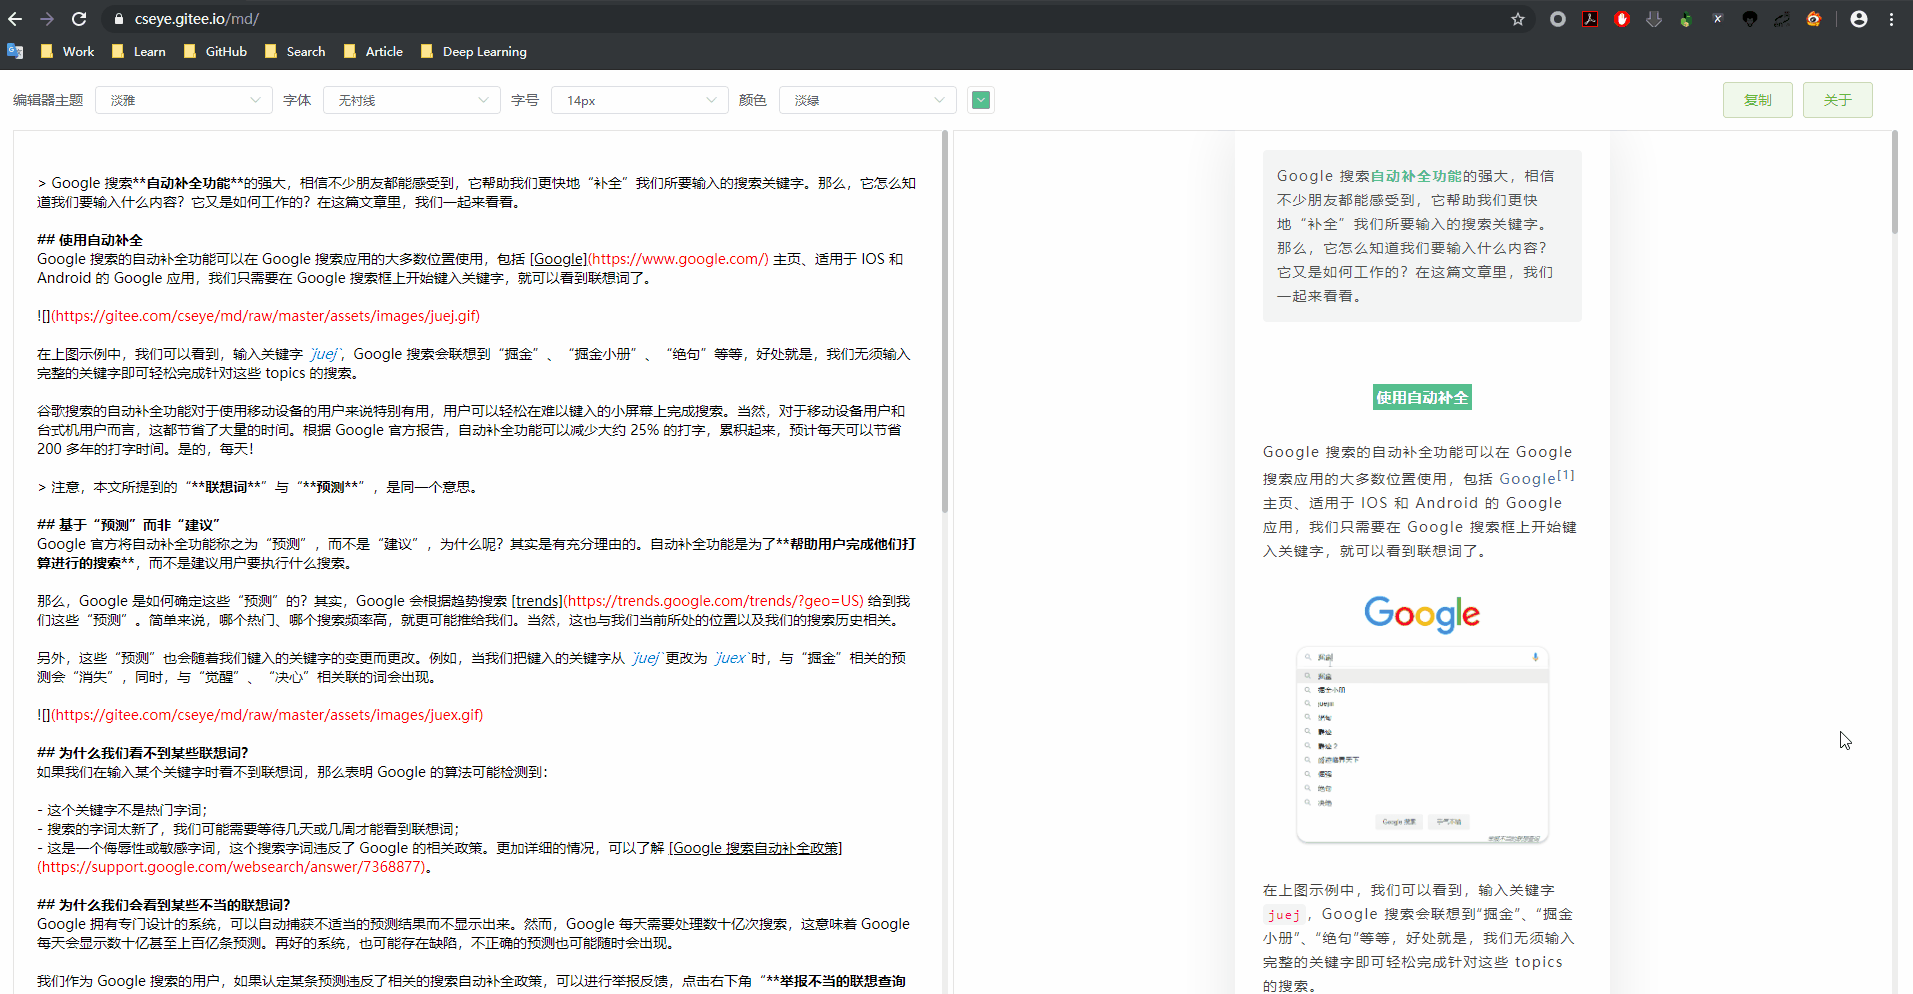 cseye.gitee.io/md/
Work Learn GitHub Search Article Deep Learning
编辑器主题 淡雅 字体 无衬线 字号 14px 颜色 淡绿 复制 关于
> Google 搜索**自动补全功能**的强大，相信不少朋友都能感受到，它帮助我们更快地“补全”我们所要输入的搜索关键字。那么，它怎么知
道我们要输入什么内容？它又是如何工作的？在这篇文章里，我们一起来看看。
## 使用自动补全
Google 搜索的自动补全功能可以在 Google 搜索应用的大多数位置使用，包括 [Google](https://www.google.com/) 主页、适用于 IOS 和
Android 的 Google 应用，我们只需要在 Google 搜索框上开始键入关键字，就可以看到联想词了。
![](https://gitee.com/cseye/md/raw/master/assets/images/juej.gif)
在上图示例中，我们可以看到，输入关键字 `juej`，Google 搜索会联想到“掘金”、“掘金小册”、“绝句”等等，好处就是，我们无须输入
完整的关键字即可轻松完成针对这些 topics 的搜索。
谷歌搜索的自动补全功能对于使用移动设备的用户来说特别有用，用户可以轻松在难以键入的小屏幕上完成搜索。当然，对于移动设备用户和
台式机用户而言，这都节省了大量的时间。根据 Google 官方报告，自动补全功能可以减少大约 25% 的打字，累积起来，预计每天可以节省
200 多年的打字时间。是的，每天！
> 注意，本文所提到的“**联想词**”与“**预测**”，是同一个意思。
## 基于“预测”而非“建议”
Google 官方将自动补全功能称之为“预测”，而不是“建议”，为什么呢？其实是有充分理由的。自动补全功能是为了**帮助用户完成他们打
算进行的搜索**，而不是建议用户要执行什么搜索。
那么，Google 是如何确定这些“预测”的？其实，Google 会根据趋势搜索 [trends](https://trends.google.com/trends/?geo=US) 给到我
们这些“预测”。简单来说，哪个热门、哪个搜索频率高，就更可能推给我们。当然，这也与我们当前所处的位置以及我们的搜索历史相关。
另外，这些“预测”也会随着我们键入的关键字的变更而更改。例如，当我们把键入的关键字从 `juej` 更改为 `juex` 时，与“掘金”相关的预
测会“消失”，同时，与“觉醒”、“决心”相关联的词会出现。
![](https://gitee.com/cseye/md/raw/master/assets/images/juex.gif)
## 为什么我们看不到某些联想词？
如果我们在输入某个关键字时看不到联想词，那么表明 Google 的算法可能检测到：
- 这个关键字不是热门字词；
- 搜索的字词太新了，我们可能需要等待几天或几周才能看到联想词；
- 这是一个侮辱性或敏感字词，这个搜索字词违反了 Google 的相关政策。更加详细的情况，可以了解 [Google 搜索自动补全政策]
(https://support.google.com/websearch/answer/7368877)。
## 为什么我们会看到某些不当的联想词？
Google 拥有专门设计的系统，可以自动捕获不适当的预测结果而不显示出来。然而，Google 每天需要处理数十亿次搜索，这意味着 Google
每天会显示数十亿甚至上百亿条预测。再好的系统，也可能存在缺陷，不正确的预测也可能随时会出现。
我们作为 Google 搜索的用户，如果认定某条预测违反了相关的搜索自动补全政策，可以进行举报反馈，点击右下角“**举报不当的联想查询
Google 搜索自动补全功能的强大，相信
不少朋友都能感受到，它帮助我们更快
地“补全”我们所要输入的搜索关键字。
那么，它怎么知道我们要输入什么内容？
它又是如何工作的？在这篇文章里，我们
一起来看看。
使用自动补全
Google 搜索的自动补全功能可以在 Google
搜索应用的大多数位置使用，包括 Google[1]
主页、适用于 IOS 和 Android 的 Google
应用，我们只需要在 Google 搜索框上开始键
入关键字，就可以看到联想词了。
Google
掘金
掘金
掘金小册
juejin
绝句
绝句
决绝
Google 搜索
举报不当的联想查询
在上图示例中，我们可以看到，输入关键字
juej，Google 搜索会联想到“掘金”、“掘金
小册”、“绝句”等等，好处就是，我们无须输入
完整的关键字即可轻松完成针对这些 topics
的搜索。